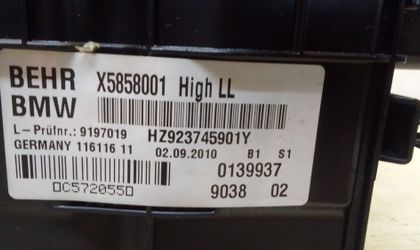 BEHR X5858001 High LL
BMW
L-Prüfnr.: 9197019 HZ923745901Y
GERMANY 116116 11 02.09.2010 B1 S1
0139937
C572055 9038 02